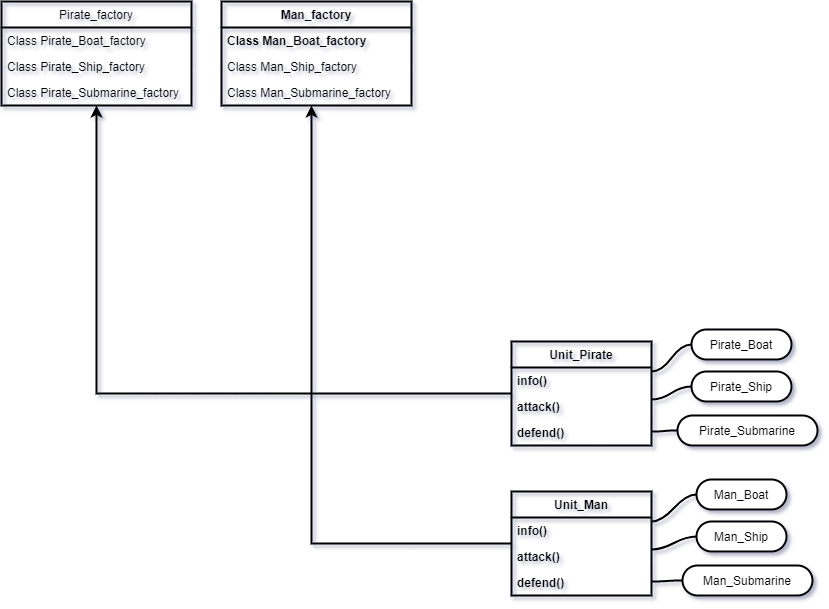 Pirate_factory
Class Pirate_Boat_factory
Class Pirate_Ship_factory
Class Pirate_Submarine_factory
Man_factory
Class Man_Boat_factory
Class Man_Ship_factory
Class Man_Submarine_factory
Unit_Pirate
info()
attack()
defend()
Pirate_Boat
Pirate_Ship
Pirate_Submarine
Unit_Man
info()
attack()
defend()
Man_Boat
Man_Ship
Man_Submarine